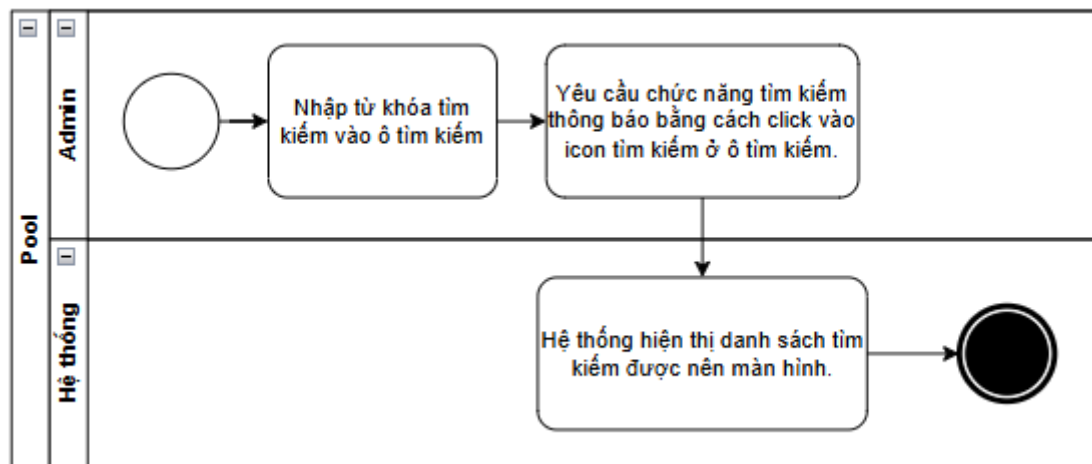 Pool
Admin
Nhập từ khóa tìm
kiếm vào ô tìm kiếm
Yêu cầu chức năng tìm kiếm
thông báo bằng cách click vào
icon tìm kiếm ở ô tìm kiếm.
Hệ thống
Hệ thống hiện thị danh sách tìm
kiếm được nên màn hình.